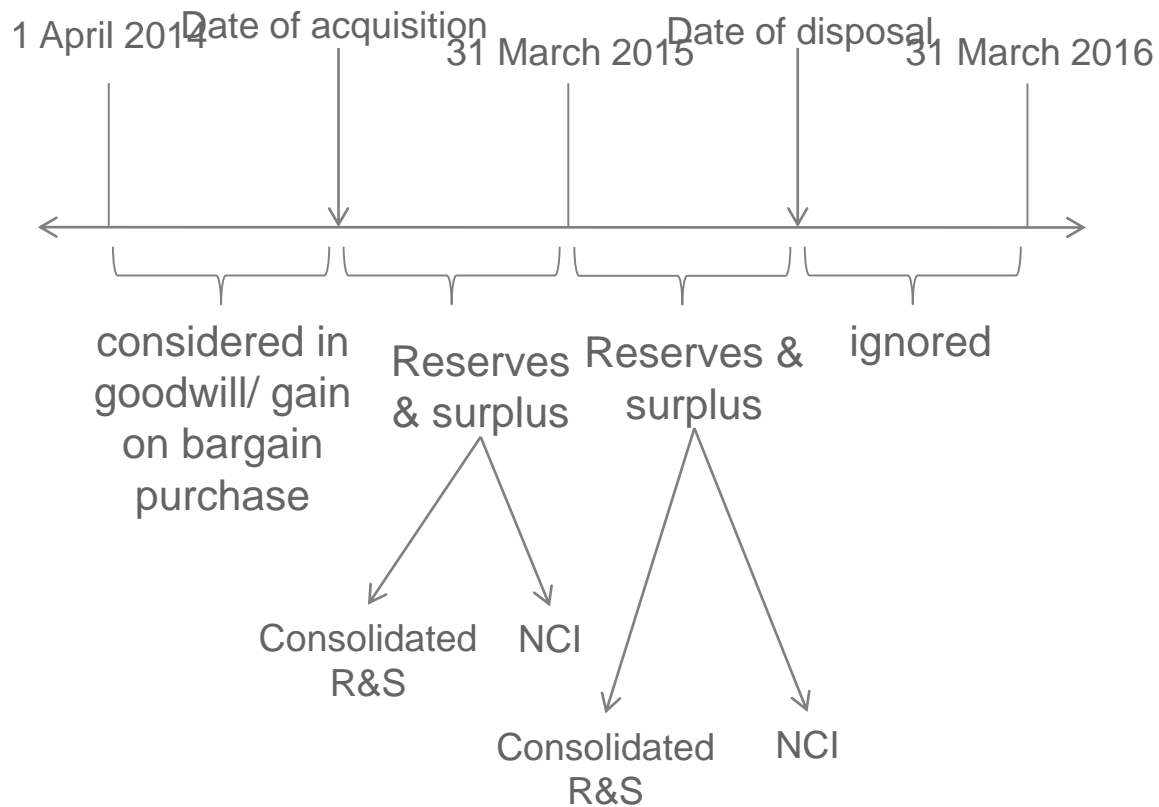 1 April 2014
Date of acquisition
31 March 2015
Date of disposal
31 March 2016
considered in
goodwill/ gain
on bargain
purchase
Reserves
& surplus
Reserves &
surplus
ignored
Consolidated
R&S
NCI
Consolidated
R&S
NCI